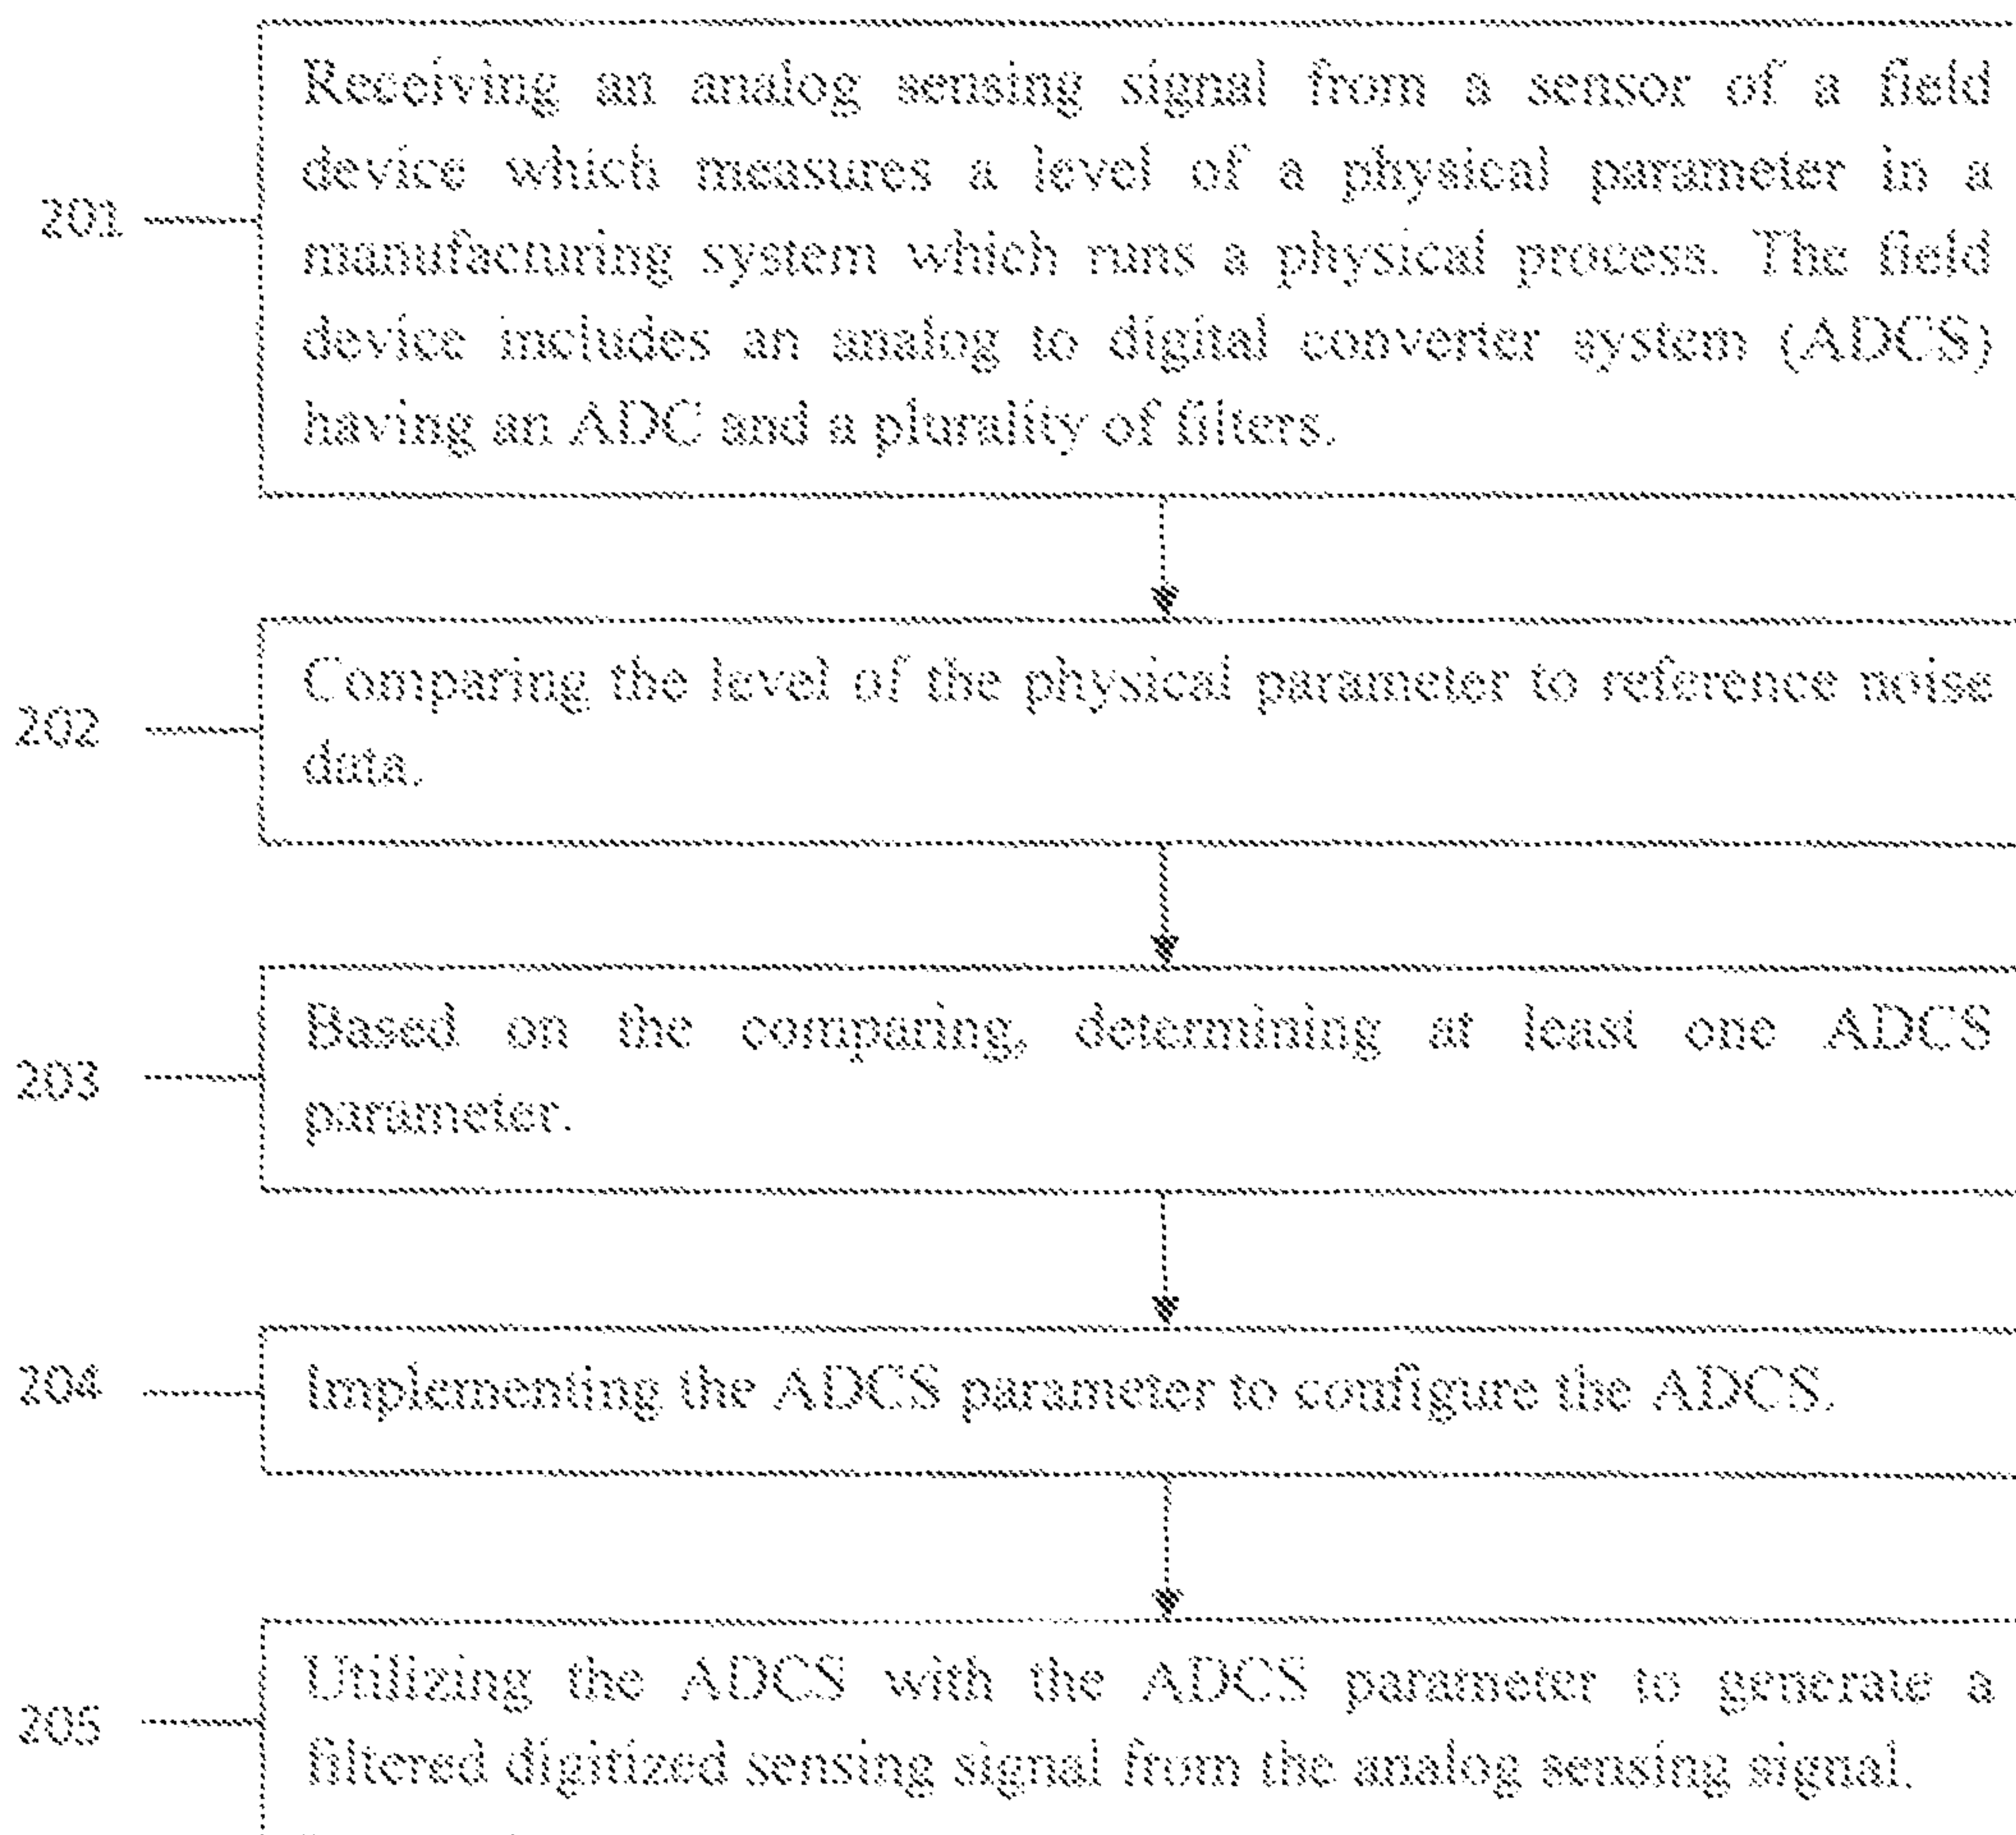 Receiving an analog sensing signal from a sensor of a field
device which measures a level of a physical parameter in a
201
manufacturing system which runs a physical process. The field
device includes an analog to digital converter system (ADCS)
having an ADC and a plurality of filters.
Comparing the level of the physical parameter to reference noise
202
data.
Based on the comparing, determining at least one ADCS
203
parameter.
204
Implementing the ADCS parameter to configure the ADCS.
Utilizing the ADCS with the ADCS parameter to generate a
205
filtered digitized sensing signal from the analog sensing signal.